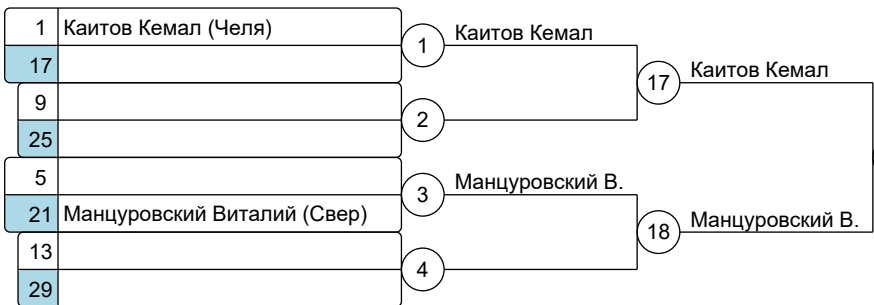 1 Каитов Кемал (Челя)
17
1 Каитов Кемал
9
25
2
17 Каитов Кемал
5
21 Манцуровский Виталий (Свер)
3 Манцуровский В.
13
29
4
18 Манцуровский В.